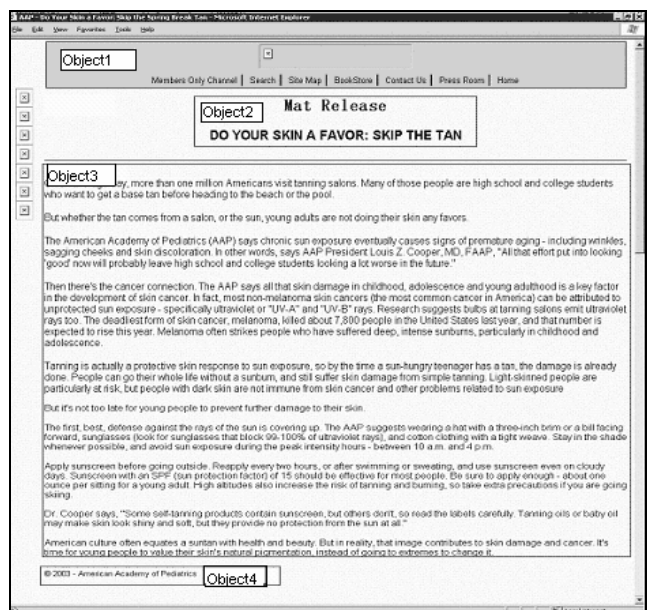 AAP - Do Your Skin a Favor: Skip the Spring Break Tan - Microsoft Internet Explorer
File Edit View Favorites Tools Help
Object1
Members Only Channel | Search | Site Map | BookStore | Contact Us | Press Room | Home
Object2 Mat Release
DO YOUR SKIN A FAVOR: SKIP THE TAN
Object3 ay, more than one million Americans visit tanning salons. Many of those people are high school and college students
who want to get a base tan before heading to the beach or the pool.
But whether the tan comes from a salon, or the sun, young adults are not doing their skin any favors.
The American Academy of Pediatrics (AAP) says chronic sun exposure eventually causes signs of premature aging - including wrinkles,
sagging cheeks and skin discoloration. In other words, says AAP President Louis Z. Cooper, MD, FAAP, "All that effort put into looking
'good' now will probably leave high school and college students looking a lot worse in the future."
Then there's the cancer connection. The AAP says all that skin damage in childhood, adolescence and young adulthood is a key factor
in the development of skin cancer. In fact, most non-melanoma skin cancers (the most common cancer in America) can be attributed to
unprotected sun exposure - specifically ultraviolet or "UV-A" and "UV-B" rays. Research suggests bulbs at tanning salons emit ultraviolet
rays too. The deadliest form of skin cancer, melanoma, killed about 7,800 people in the United States last year, and that number is
expected to rise this year. Melanoma often strikes people who have suffered deep, intense sunburns, particularly in childhood and
adolescence.
Tanning is actually a protective skin response to sun exposure, so by the time a sun-hungry teenager has a tan, the damage is already
done. People can go their whole life without a sunburn, and still suffer skin damage from simple tanning. Light-skinned people are
particularly at risk, but people with dark skin are not immune from skin cancer and other problems related to sun exposure
But it's not too late for young people to prevent further damage to their skin.
The first, best, defense against the rays of the sun is covering up. The AAP suggests wearing a hat with a three-inch brim or a bill facing
forward, sunglasses (look for sunglasses that block 99-100% of ultraviolet rays), and cotton clothing with a tight weave. Stay in the shade
whenever possible, and avoid sun exposure during the peak intensity hours - between 10 a.m. and 4 p.m.
Apply sunscreen before going outside. Reapply every two hours, or after swimming or sweating, and use sunscreen even on cloudy
days. Sunscreen with an SPF (sun protection factor) of 15 should be effective for most people. Be sure to apply enough - about one
ounce per sitting for a young adult. High altitudes also increase the risk of tanning and burning, so take extra precautions if you are going
skiing.
Dr. Cooper says, "Some self-tanning products contain sunscreen, but others don't, so read the labels carefully. Tanning oils or baby oil
may make skin look shiny and soft, but they provide no protection from the sun at all."
American culture often equates a suntan with health and beauty. But in reality, that image contributes to skin damage and cancer. It's
time for young people to value their skin's natural pigmentation, instead of going to extremes to change it.
© 2003 - American Academy of Pediatrics Object4